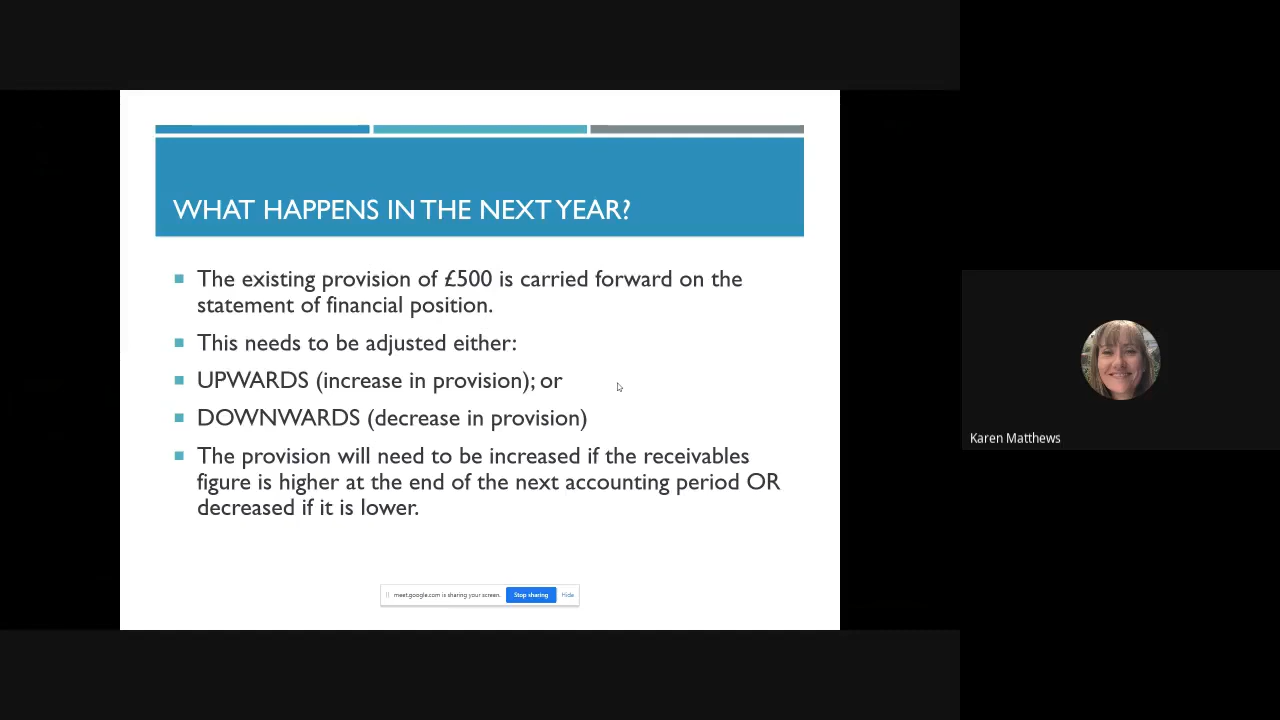 WHAT HAPPENS IN THE NEXT YEAR?
The existing provision of £500 is carried forward on the
statement of financial position.
This needs to be adjusted either:
UPWARDS (increase in provision); or
DOWNWARDS (decrease in provision)
The provision will need to be increased if the receivables
figure is higher at the end of the next accounting period OR
decreased if it is lower.
meet.google.com is sharing your screen. Stop sharing Hide
Karen Matthews